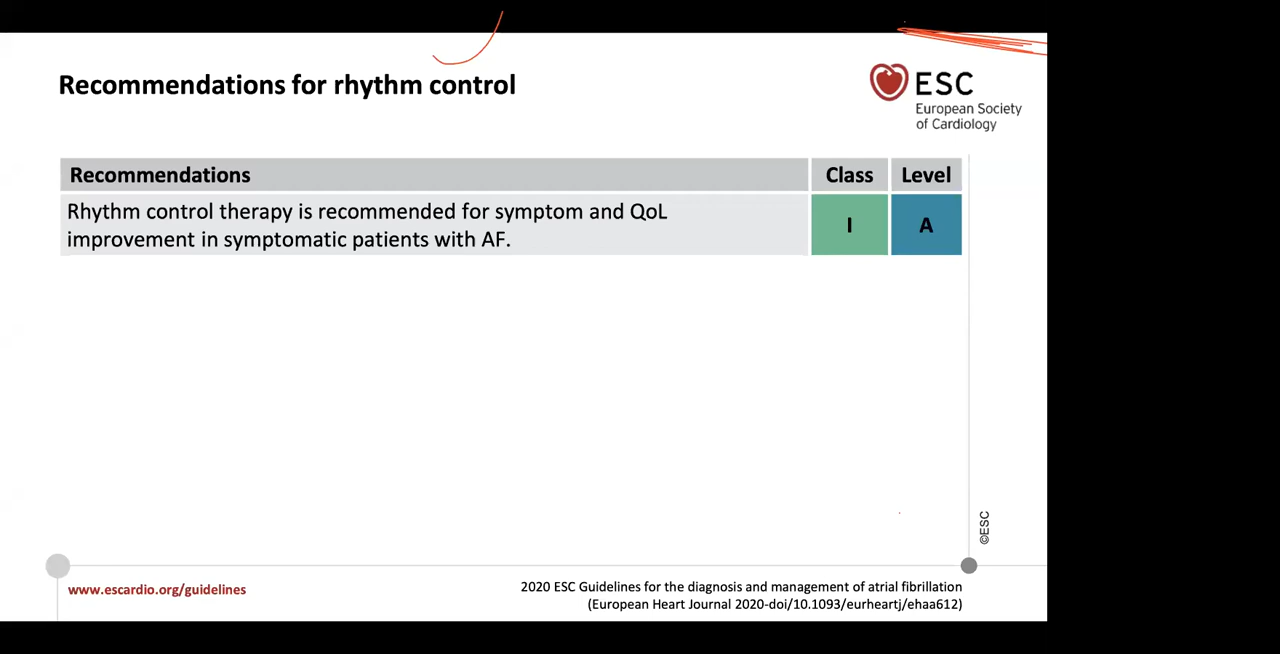 Recommendations for rhythm control
ESC
European Society
of Cardiology
Recommendations Class Level
Rhythm control therapy is recommended for symptom and QoL
improvement in symptomatic patients with AF.
I A
©ESC
www.escardio.org/guidelines
2020 ESC Guidelines for the diagnosis and management of atrial fibrillation
(European Heart Journal 2020-doi/10.1093/eurheartj/ehaa612)